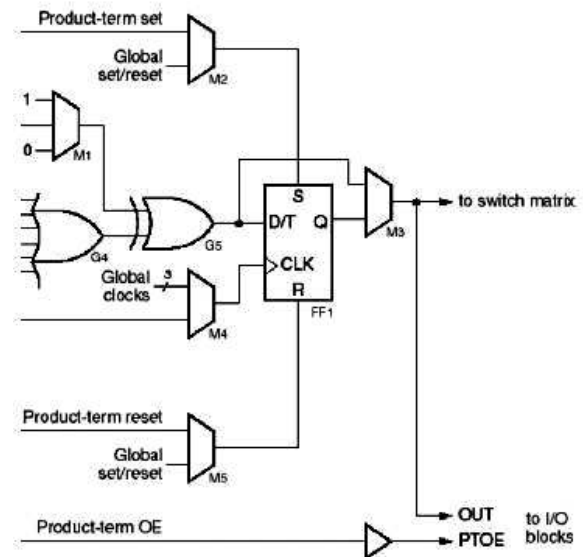 Product-term set
Global
set/reset
M2
1
M1
0
S
D/T
Q
M3
to switch matrix
G4
G5
3
Global
clocks
CLK
M4
R
FF1
Product-term reset
Global
set/reset
M5
OUT
to I/O
blocks
Product-term OE
PTOE